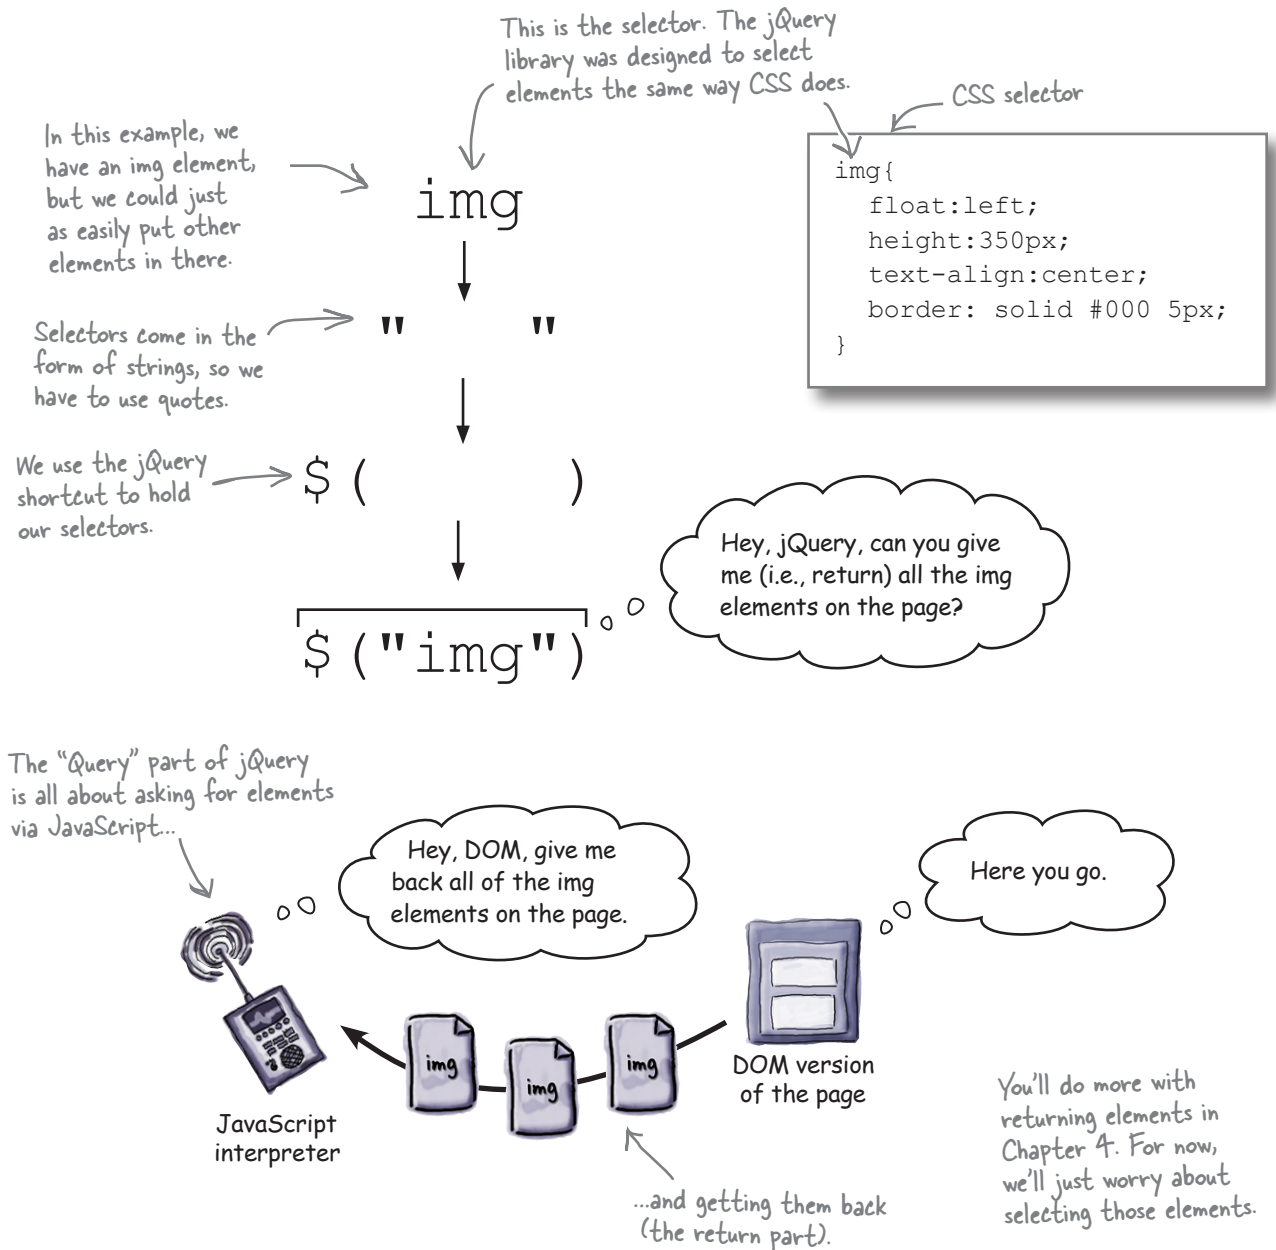 This is the selector. The jQuery
library was designed to select
elements the same way CSS does.
CSS selector
In this example, we
have an img element,
but we could just
as easily put other
elements in there.
img
img{
float:left;
height:350px;
text-align:center;
border: solid #000 5px;
}
Selectors come in the
form of strings, so we
have to use quotes.
" "
We use the jQuery
shortcut to hold
our selectors.
$( )
Hey, jQuery, can you give
me (i.e., return) all the img
elements on the page?
$("img")
The “Query” part of jQuery
is all about asking for elements
via JavaScript...
Hey, DOM, give me
back all of the img
elements on the page.
Here you go.
img
img
img
JavaScript
interpreter
DOM version
of the page
...and getting them back
(the return part).
You'll do more with
returning elements in
Chapter 4. For now,
we'll just worry about
selecting those elements.